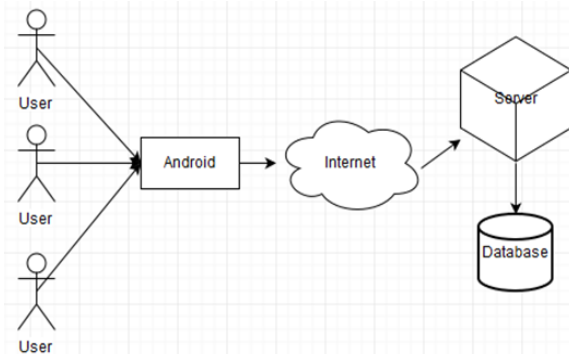 User
User
User
Android
Internet
Server
Database